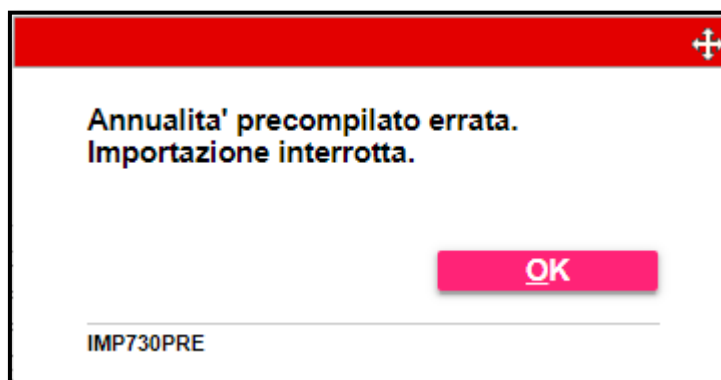 Annualita' precompilato errata.
Importazione interrotta.
OK
IMP730PRE